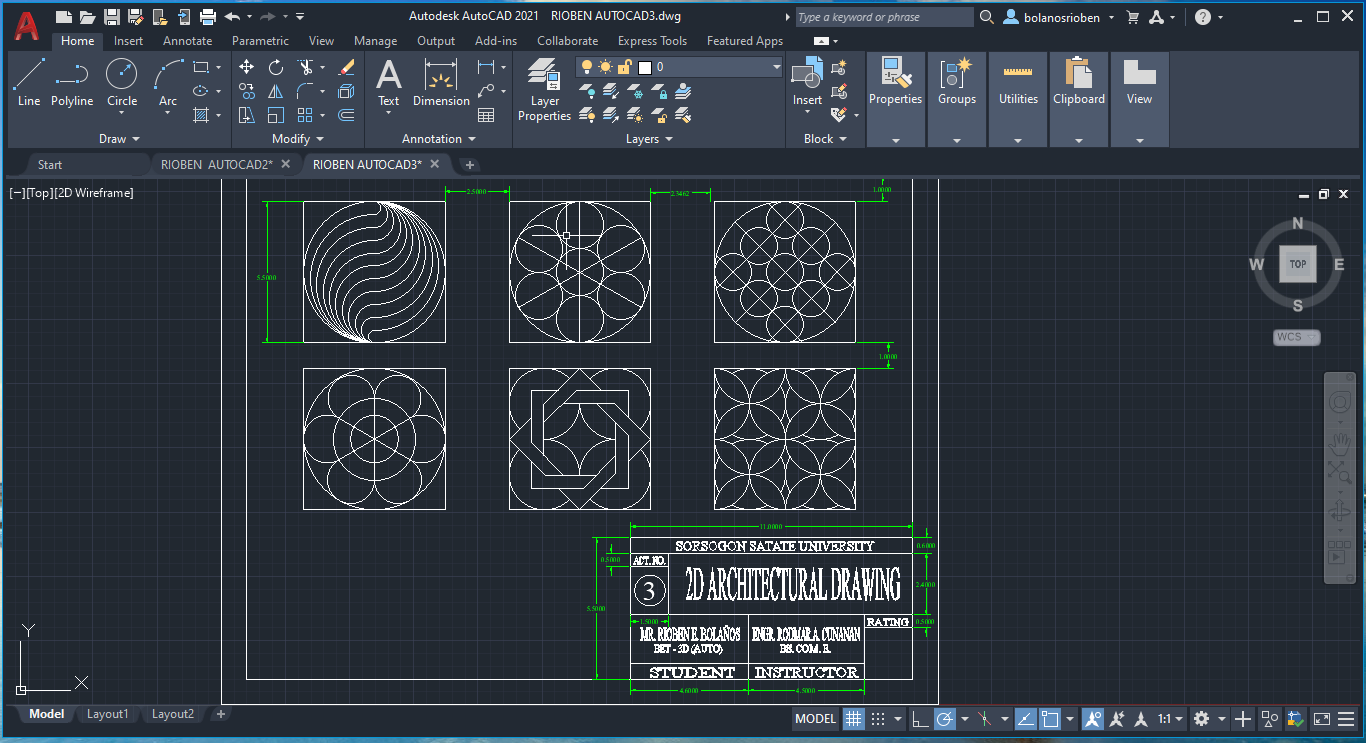 Autodesk AutoCAD 2021 RIOBEN AUTOCAD3.dwg
Type a keyword or phrase
bolanosrioben
Home Insert Annotate Parametric View Manage Output Add-ins Collaborate Express Tools Featured Apps
Line Polyline Circle Arc
Text Dimension
Layer Properties
0
Insert
Properties Groups Utilities Clipboard View
Draw Modify Annotation Layers Block
Start RIOBEN AUTOCAD2* RIOBEN AUTOCAD3*
[−][Top][2D Wireframe]
2.5000 2.3462 1.0000
5.5000
1.0000
N
W TOP E
S
WCS
11.0000
SORSOGON SATATE UNIVERSITY
0.6000
0.5000
ACT. NO.
3
2D ARCHITECTURAL DRAWING
2.4000
5.5000
1.5000
RATING
0.5000
MR. RIOBEN E. BOLAÑOS
BST - 3D (AUTO)
ENGR. RODMAR A. CUNANAN
BS. COM. E.
STUDENT INSTRUCTOR
4.6000 4.5000
Y
X
Model Layout1 Layout2
MODEL 1:1